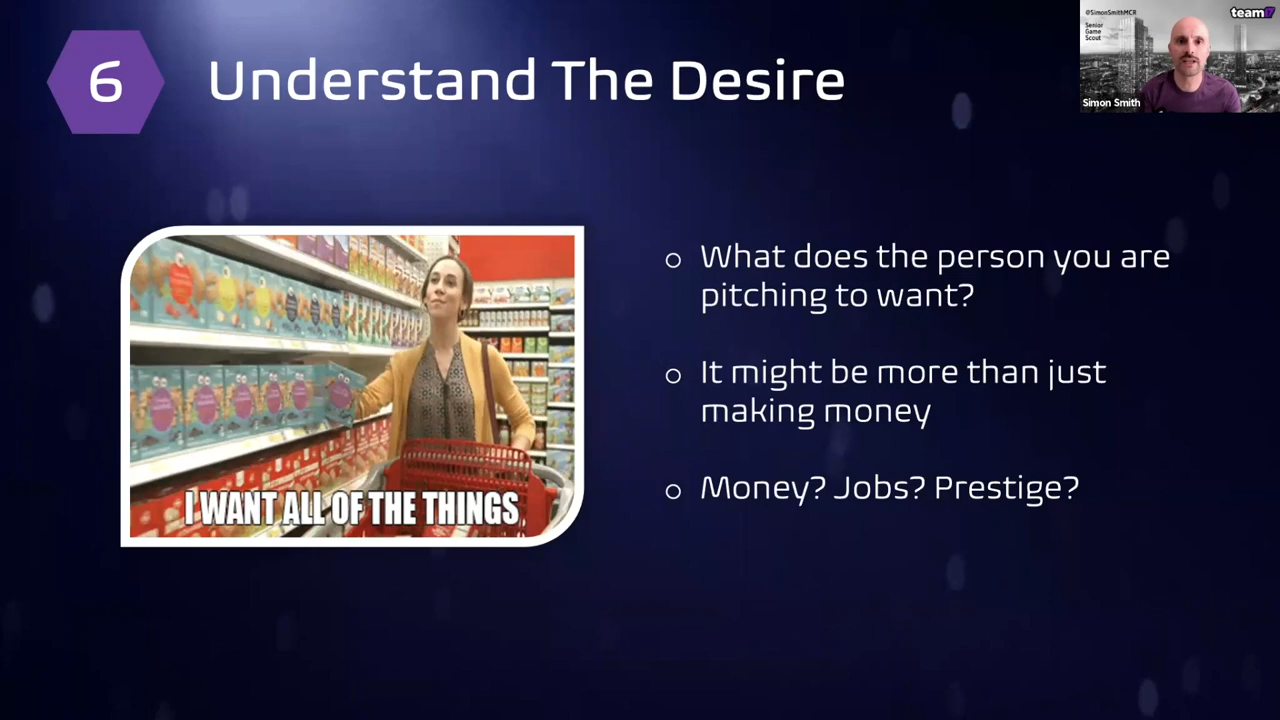 6
Understand The Desire
@SimonSmithMCR
Senior
Game
Scout
team17
Simon Smith
I WANT ALL OF THE THINGS
What does the person you are
pitching to want?
It might be more than just
making money
Money? Jobs? Prestige?